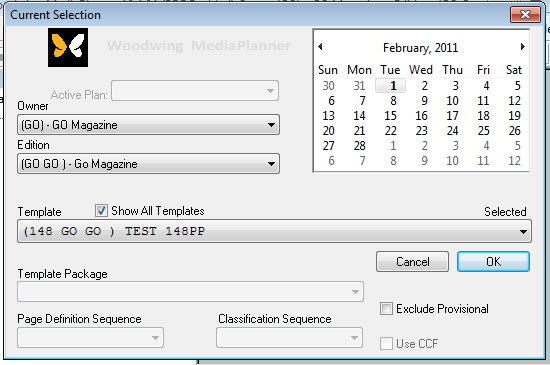 Current Selection
Woodwing MediaPlanner
Active Plan:
Owner
(GO) - GO Magazine
Edition
(GO GO ) - Go Magazine
February, 2011
Sun Mon Tue Wed Thu Fri Sat
30 31 1 2 3 4 5
6 7 8 9 10 11 12
13 14 15 16 17 18 19
20 21 22 23 24 25 26
27 28 1 2 3 4 5
6 7 8 9 10 11 12
Template
Show All Templates
Selected
(148 GO GO ) TEST 148PP
Cancel
OK
Template Package
Exclude Provisional
Page Definition Sequence
Classification Sequence
Use CCF